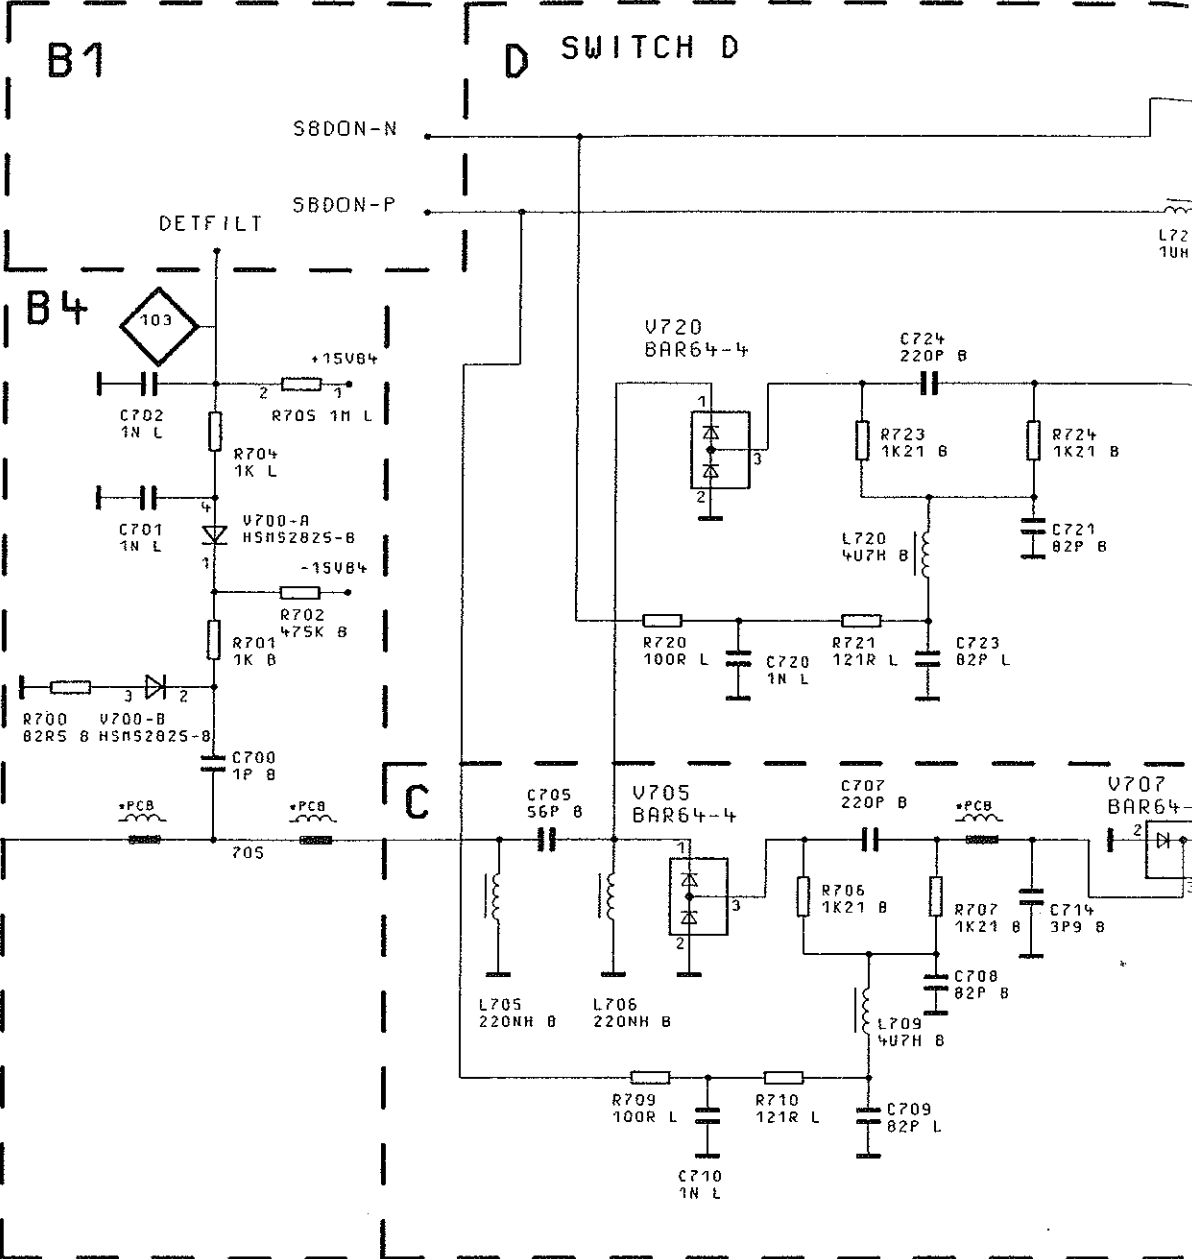 B1
D SWITCH D
SBDON-N
SBDON-P
DETFILT
L72
1UH
B4
103
+15VB4
2 1
C702
1N L
R705 1M L
R704
1K L
4
C701
1N L
V700-A
HSMS2825-B
1
-15VB4
R702
475K B
R701
1K B
3 2
R700
82R5 B
V700-B
HSMS2825-B
C700
1P B
*PCB
*PCB
705
V720
BAR64-4
1
3
2
C724
220P B
R723
1K21 B
R724
1K21 B
L720
4U7H B
C721
82P B
R720
100R L
C720
1N L
R721
121R L
C723
82P L
C
C705
56P B
V705
BAR64-4
1
3
2
C707
220P B
*PCB
V707
BAR64-
2
3
R706
1K21 B
R707
1K21 B
C714
3P9 B
L705
220NH B
L706
220NH B
C708
82P B
L709
4U7H B
R709
100R L
R710
121R L
C709
82P L
C710
1N L